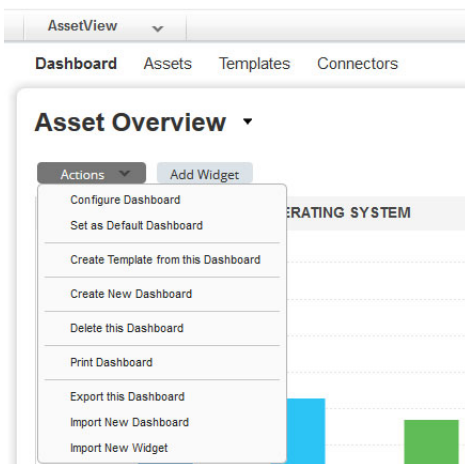 AssetView
Dashboard Assets Templates Connectors
Asset Overview
Actions Add Widget
Configure Dashboard
ERATING SYSTEM
Set as Default Dashboard
Create Template from this Dashboard
Create New Dashboard
Delete this Dashboard
Print Dashboard
Export this Dashboard
Import New Dashboard
Import New Widget